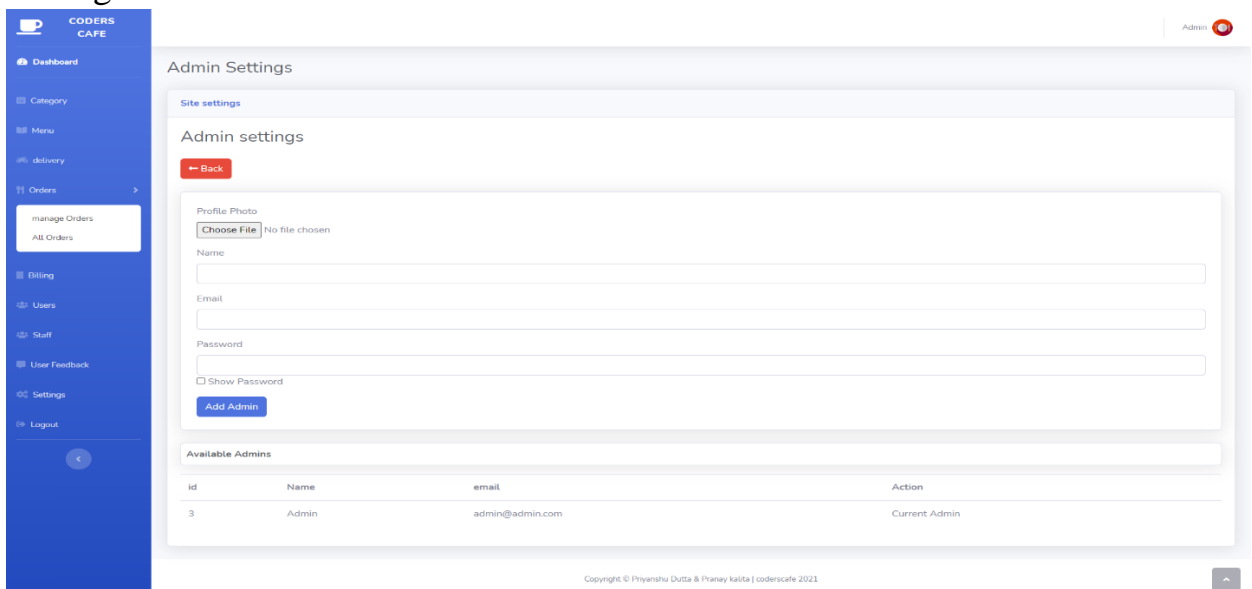 CODERS
CAFE
Admin
Dashboard
Category
Menu
delivery
Orders
manage Orders
All Orders
Billing
Users
Staff
User Feedback
Settings
Logout
Admin Settings
Site settings
Admin settings
← Back
Profile Photo
Choose File No file chosen
Name
Email
Password
Show Password
Add Admin
Available Admins
id Name email Action
3 Admin admin@admin.com Current Admin
Copyright © Priyanshu Dutta & Pranay kalita | coderscafe 2021